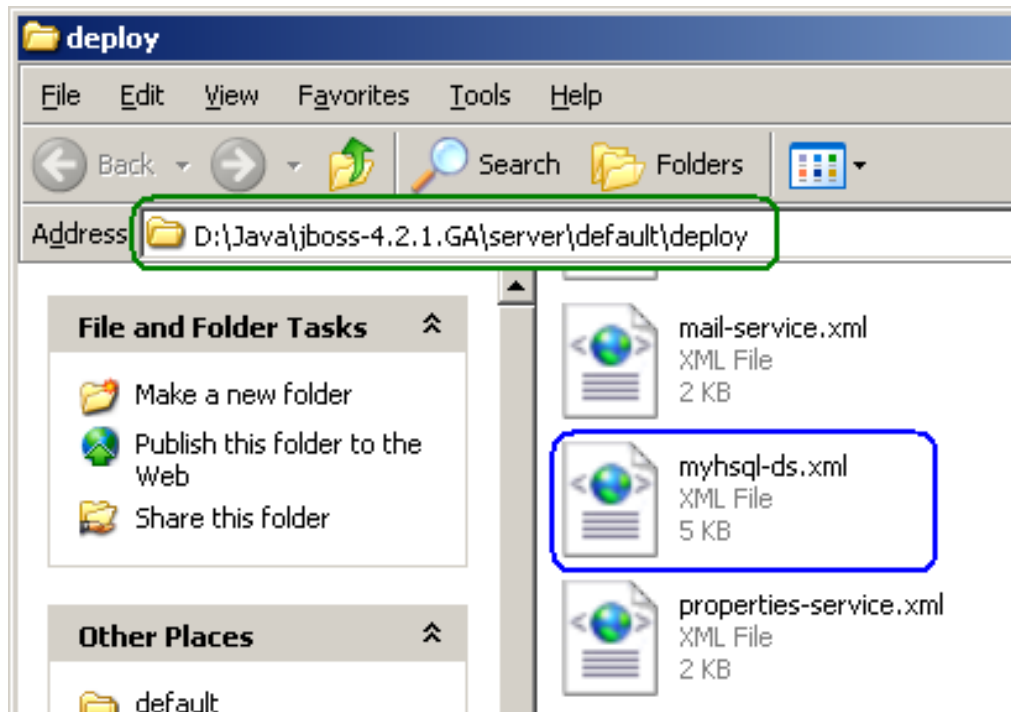 deploy
File Edit View Favorites Tools Help
Back Search Folders
Address D:\Java\jboss-4.2.1.GA\server\default\deploy
File and Folder Tasks
Make a new folder
Publish this folder to the
Web
Share this folder
Other Places
default
mail-service.xml
XML File
2 KB
myhsql-ds.xml
XML File
5 KB
properties-service.xml
XML File
2 KB